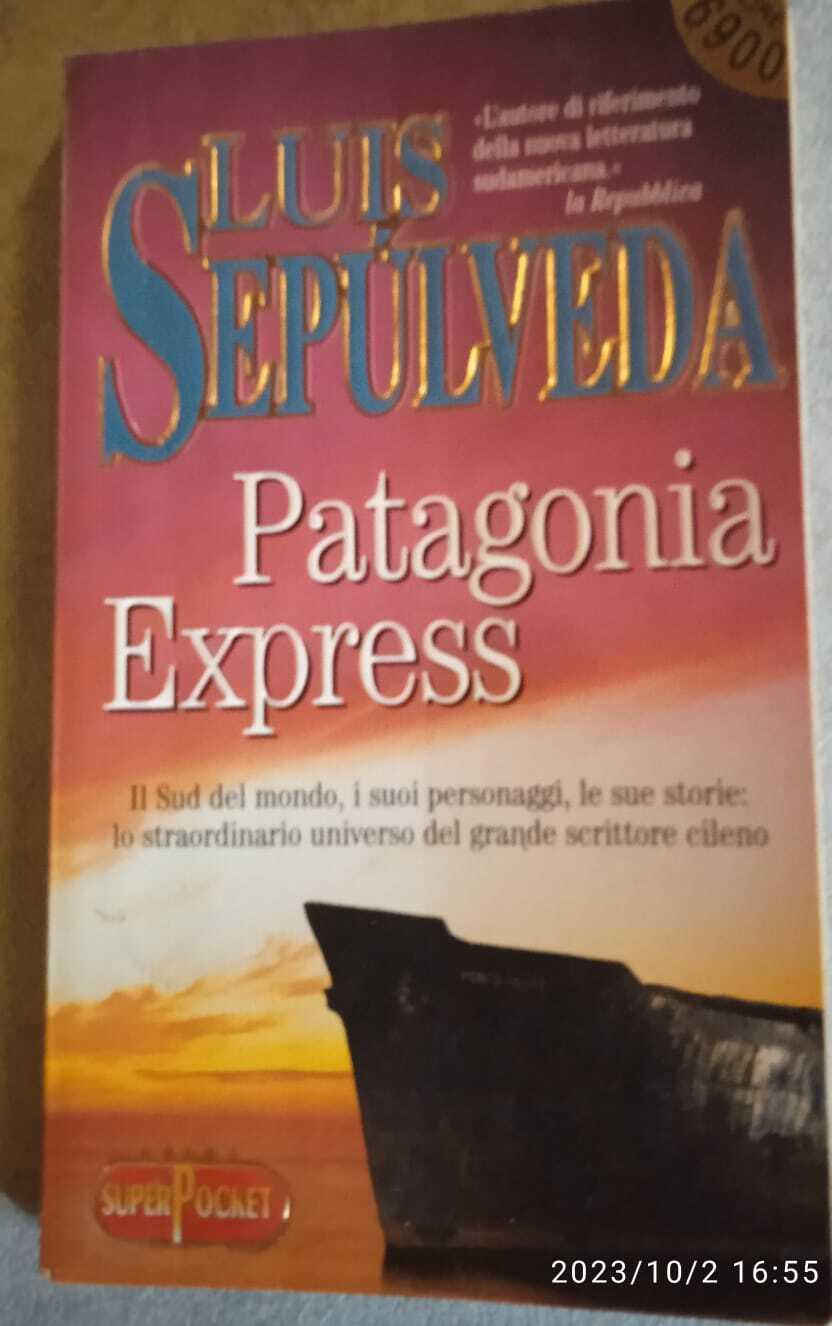 6900
LUIS
SEPÚLVEDA
«L'autore di riferimento
della nuova letteratura
sudamericana.»
la Repubblica
Patagonia
Express
Il Sud del mondo, i suoi personaggi, le sue storie:
lo straordinario universo del grande scrittore cileno
SUPERPOCKET
2023/10/2 16:55